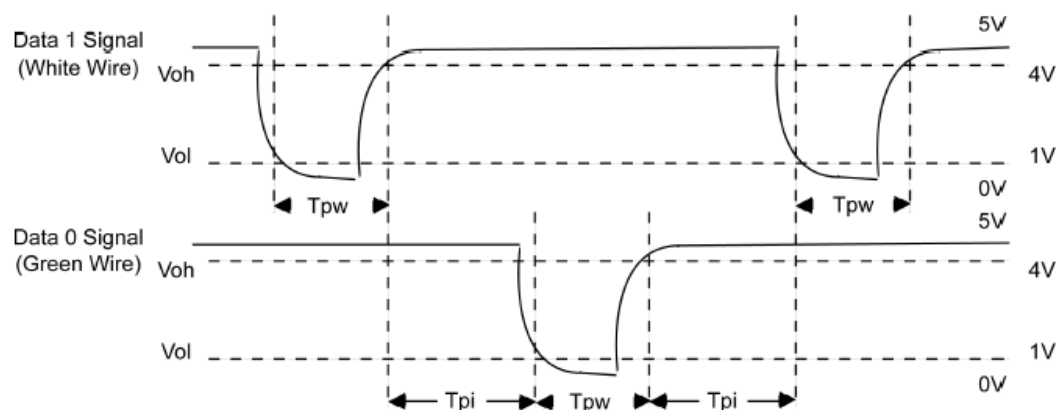 Data 1 Signal
(White Wire)
Voh
Vol
5V
4V
1V
0V
Tpw
Tpw
Data 0 Signal
(Green Wire)
Voh
Vol
5V
4V
1V
0V
Tpi
Tpw
Tpi